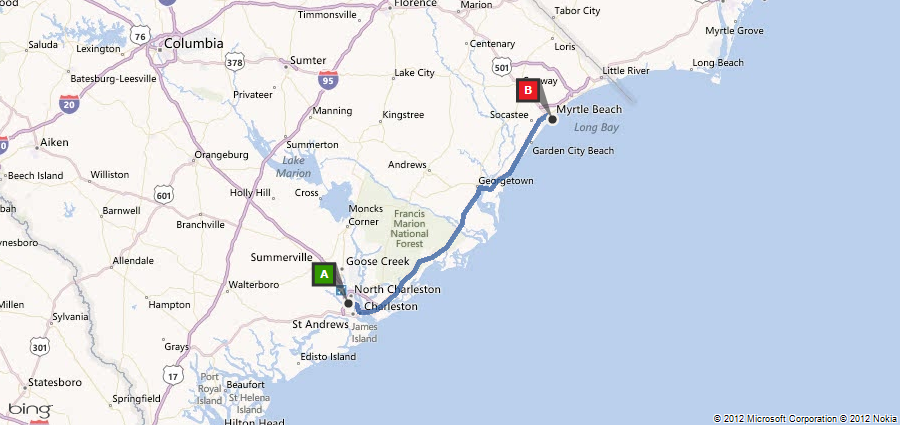 Florence
Marion
Tabor City
Timmonsville
Saluda
Lexington
76
Columbia
Centenary
Loris
Myrtle Grove
Batesburg-Leesville
378
Sumter
95
Lake City
501
Little River
Long Beach
20
Privateer
B
Manning
Kingstree
Socastee
Myrtle Beach
Long Bay
Aiken
Summerton
Garden City Beach
Orangeburg
Lake
Marion
Andrews
Beech Island
Williston
Georgetown
601
Holly Hill
Cross
Barnwell
Branchville
Moncks
Corner
Francis
Marion
National
Forest
Allendale
Summerville
Goose Creek
A
Walterboro
North Charleston
Millen
Hampton
Charleston
Sylvania
St Andrews
James
Island
301
Grays
Edisto Island
17
Port
Royal
Island
Beaufort
St Helena
Island
Statesboro
Springfield
bing
Hilton Head
© 2012 Microsoft Corporation © 2012 Nokia